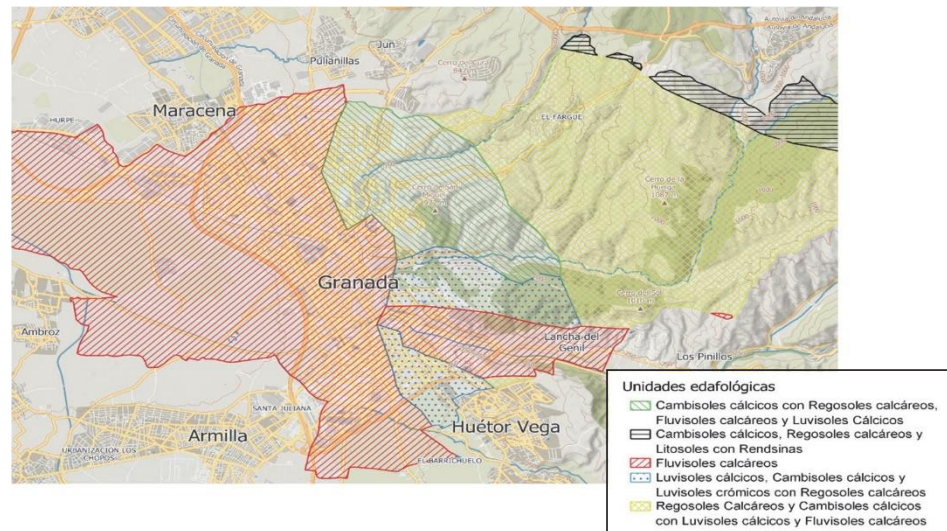 Pulianillas
Jun
Maracena
HURPE
EL FARGUE
Granada
Ambroz
Lancha del
Genil
Los Pinillos
SANTA JULIANA
Armilla
Huétor Vega
URBANIZACIÓN LOS
CHOPOS
EL BARRICHUELO
Unidades edafológicas
Cambisoles cálcicos con Regosoles calcáreos,
Fluvisoles calcáreos y Luvisoles Cálcicos
Cambisoles cálcicos, Regosoles calcáreos y
Litosoles con Rendsinas
Fluvisoles calcáreos
Luvisoles cálcicos, Cambisoles cálcicos y
Luvisoles crómicos con Regosoles calcáreos
Regosoles Calcáreos y Cambisoles cálcicos
con Luvisoles cálcicos y Fluvisoles calcáreos